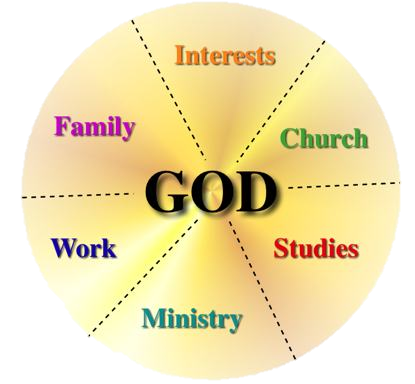 Interests
Family
Church
GOD
Work
Studies
Ministry